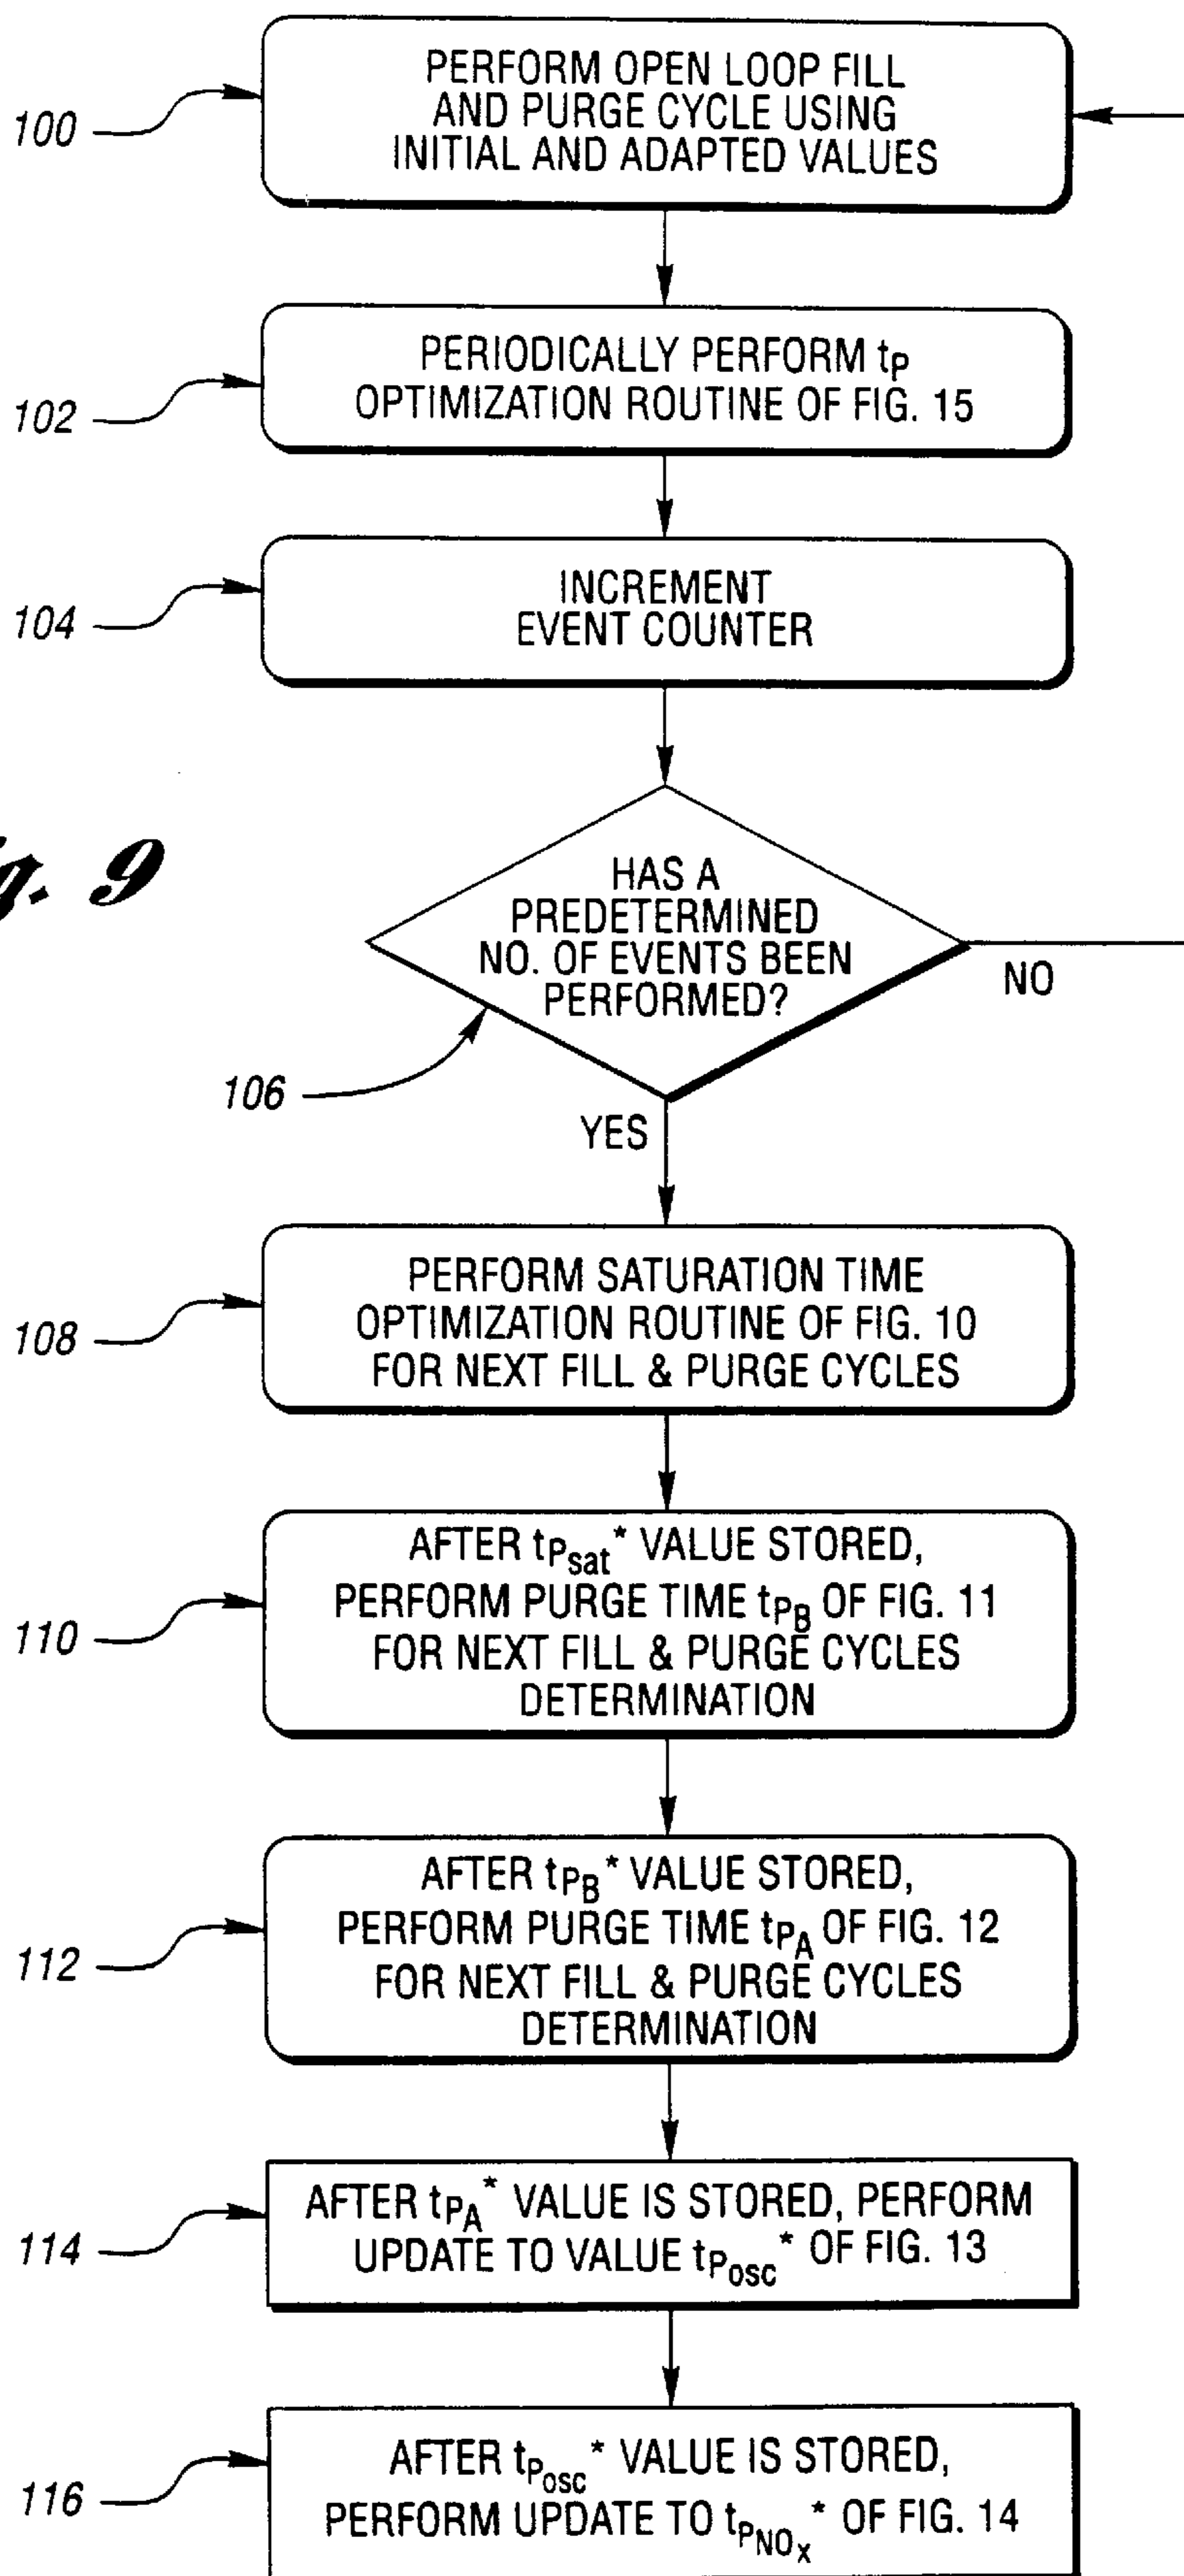 100
PERFORM OPEN LOOP FILL
AND PURGE CYCLE USING
INITIAL AND ADAPTED VALUES
102
PERIODICALLY PERFORM tP
OPTIMIZATION ROUTINE OF FIG. 15
104
INCREMENT
EVENT COUNTER
g. 9
HAS A
PREDETERMINED
NO. OF EVENTS BEEN
PERFORMED?
NO
106
YES
108
PERFORM SATURATION TIME
OPTIMIZATION ROUTINE OF FIG. 10
FOR NEXT FILL & PURGE CYCLES
110
AFTER tPsat* VALUE STORED,
PERFORM PURGE TIME tPB OF FIG. 11
FOR NEXT FILL & PURGE CYCLES
DETERMINATION
112
AFTER tPB* VALUE STORED,
PERFORM PURGE TIME tPA OF FIG. 12
FOR NEXT FILL & PURGE CYCLES
DETERMINATION
114
AFTER tPA* VALUE IS STORED, PERFORM
UPDATE TO VALUE tPosc* OF FIG. 13
116
AFTER tPosc* VALUE IS STORED,
PERFORM UPDATE TO tPNOx* OF FIG. 14